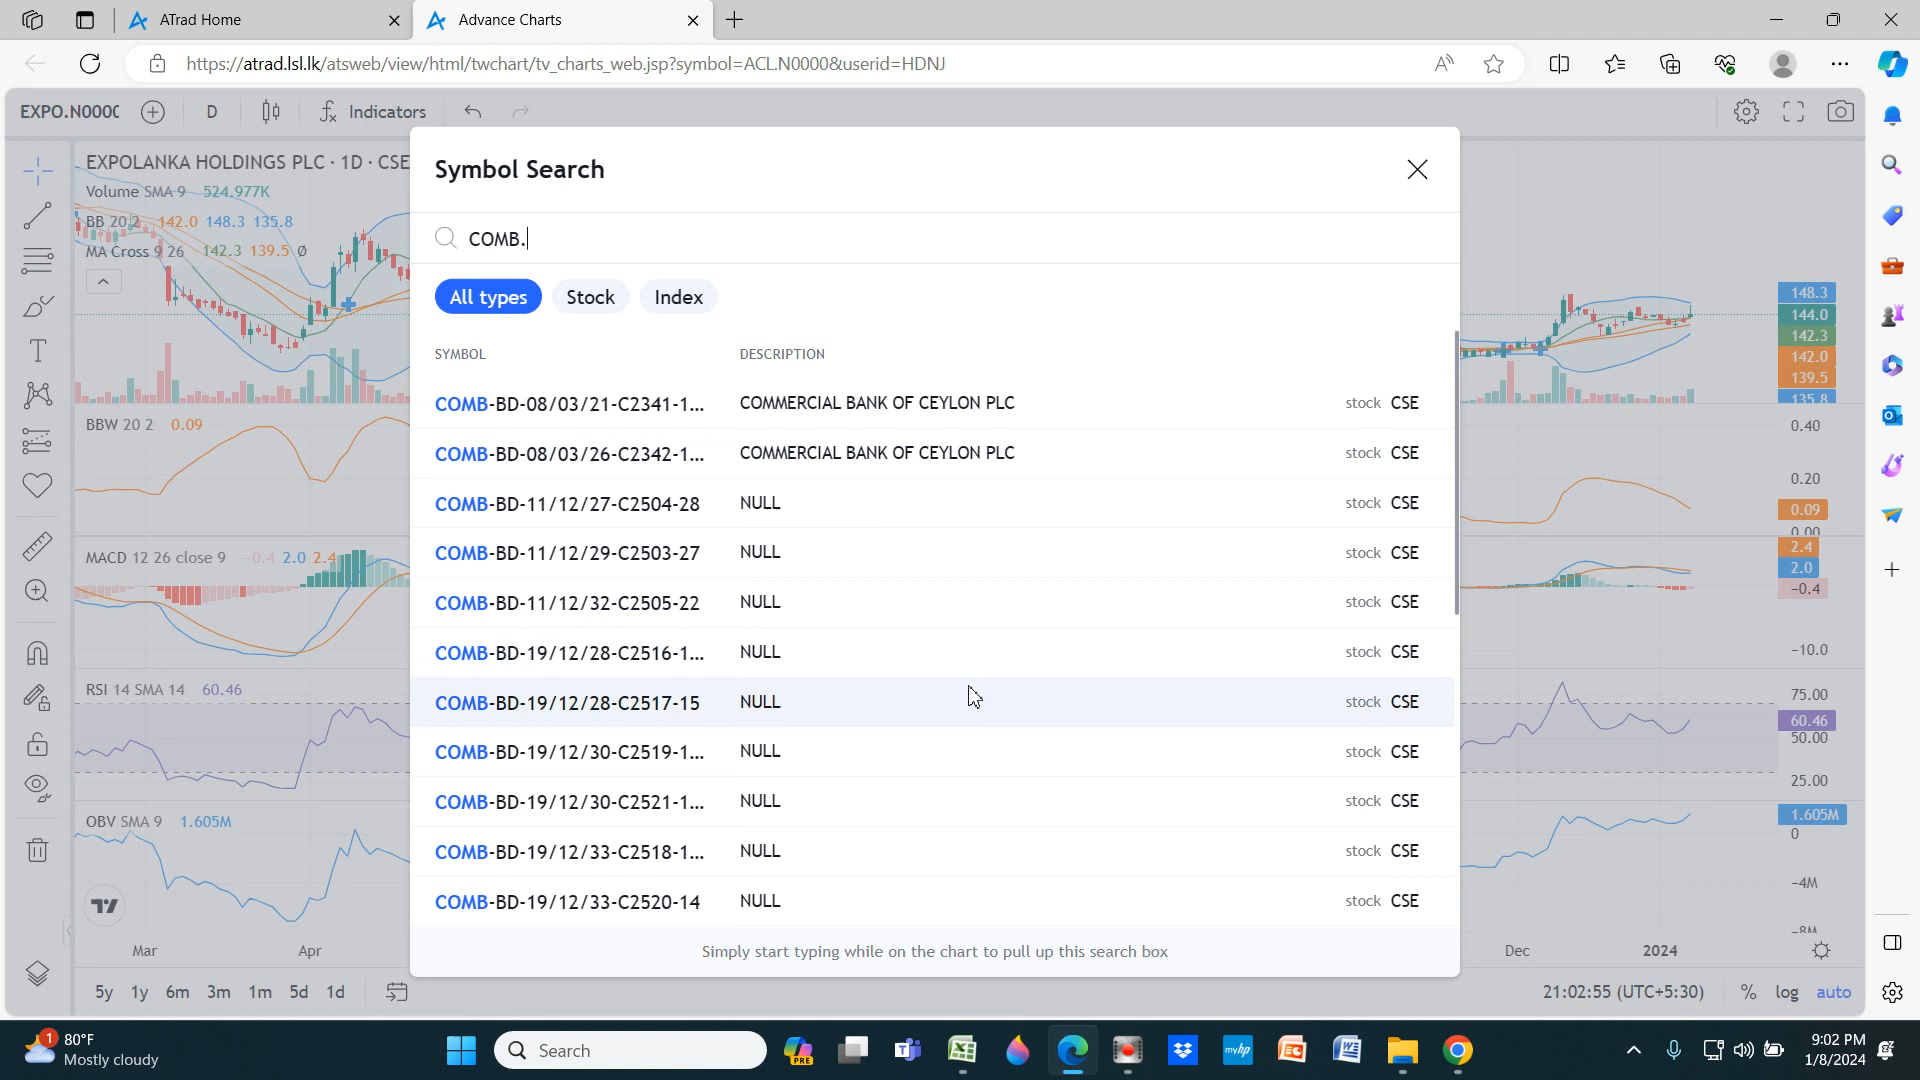 ATrad Home
Advance Charts
https://atrad.lsl.lk/atsweb/view/html/twchart/tv_charts_web.jsp?symbol=ACL.N0000&userid=HDNJ
D
Indicators
EXPOLANKA HOLDINGS PLC · 1D · CSE
Volume SMA 9 524.977K
BB 20 2 142.0 148.3 135.8
MA Cross 9 26 142.3 139.5 Ø
BBW 20 2 0.09
MACD 12 26 close 9 -0.4 2.0 2.4
RSI 14 SMA 14 60.46
OBV SMA 9 1.605M
Mar
Apr
5y 1y 6m 3m 1m 5d 1d
Symbol Search
COMB.
All types
Stock
Index
SYMBOL
DESCRIPTION
COMB-BD-08/03/21-C2341-1... COMMERCIAL BANK OF CEYLON PLC stock CSE
COMB-BD-08/03/26-C2342-1... COMMERCIAL BANK OF CEYLON PLC stock CSE
COMB-BD-11/12/27-C2504-28 NULL stock CSE
COMB-BD-11/12/29-C2503-27 NULL stock CSE
COMB-BD-11/12/32-C2505-22 NULL stock CSE
COMB-BD-19/12/28-C2516-1... NULL stock CSE
COMB-BD-19/12/28-C2517-15 NULL stock CSE
COMB-BD-19/12/30-C2519-1... NULL stock CSE
COMB-BD-19/12/30-C2521-1... NULL stock CSE
COMB-BD-19/12/33-C2518-1... NULL stock CSE
COMB-BD-19/12/33-C2520-14 NULL stock CSE
Simply start typing while on the chart to pull up this search box
148.3
144.0
142.3
142.0
139.5
135.8
0.40
0.20
0.09
0.00
2.4
2.0
-0.4
-10.0
75.00
60.46
50.00
25.00
1.605M
0
-4M
-8M
Dec
2024
21:02:55 (UTC+5:30)
%
log
auto
1
80°F
Mostly cloudy
Search
PRE
myhp
9:02 PM
1/8/2024